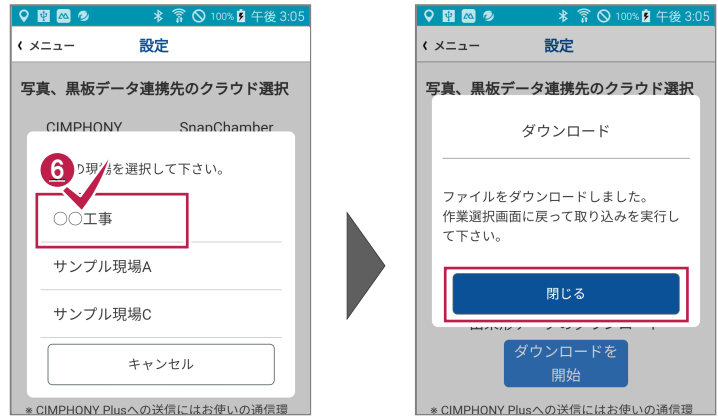 100% 午後 3:05
メニュー 設定
写真、黒板データ連携先のクラウド選択
CIMPHONY SnapChamber
6
の現場を選択して下さい。
○○工事
サンプル現場A
サンプル現場C
キャンセル
※ CIMPHONY Plusへの送信にはお使いの通信環
100% 午後 3:05
メニュー 設定
写真、黒板データ連携先のクラウド選択
ダウンロード
ファイルをダウンロードしました。
作業選択画面に戻って取り込みを実行し
て下さい。
閉じる
ダウンロードを
開始
※ CIMPHONY Plusへの送信にはお使いの通信環